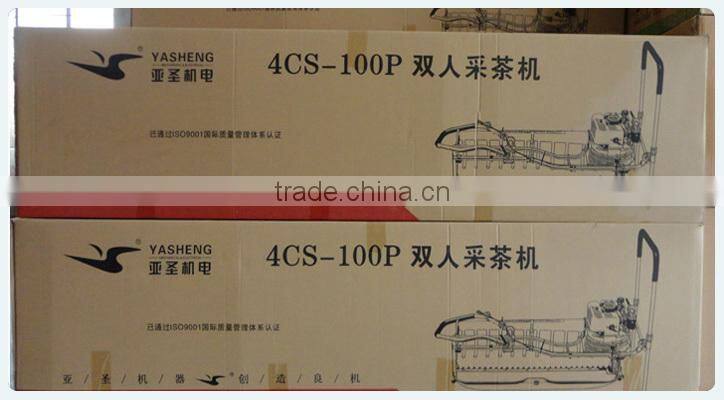 YASHENG
亚圣机电
4CS-100P 双人采茶机
已通过ISO9001国际质量管理体系认证
trade.china.cn
YASHENG
亚圣机电
4CS-100P 双人采茶机
已通过ISO9001国际质量管理体系认证
亚/圣/机/器 创/造/良/机